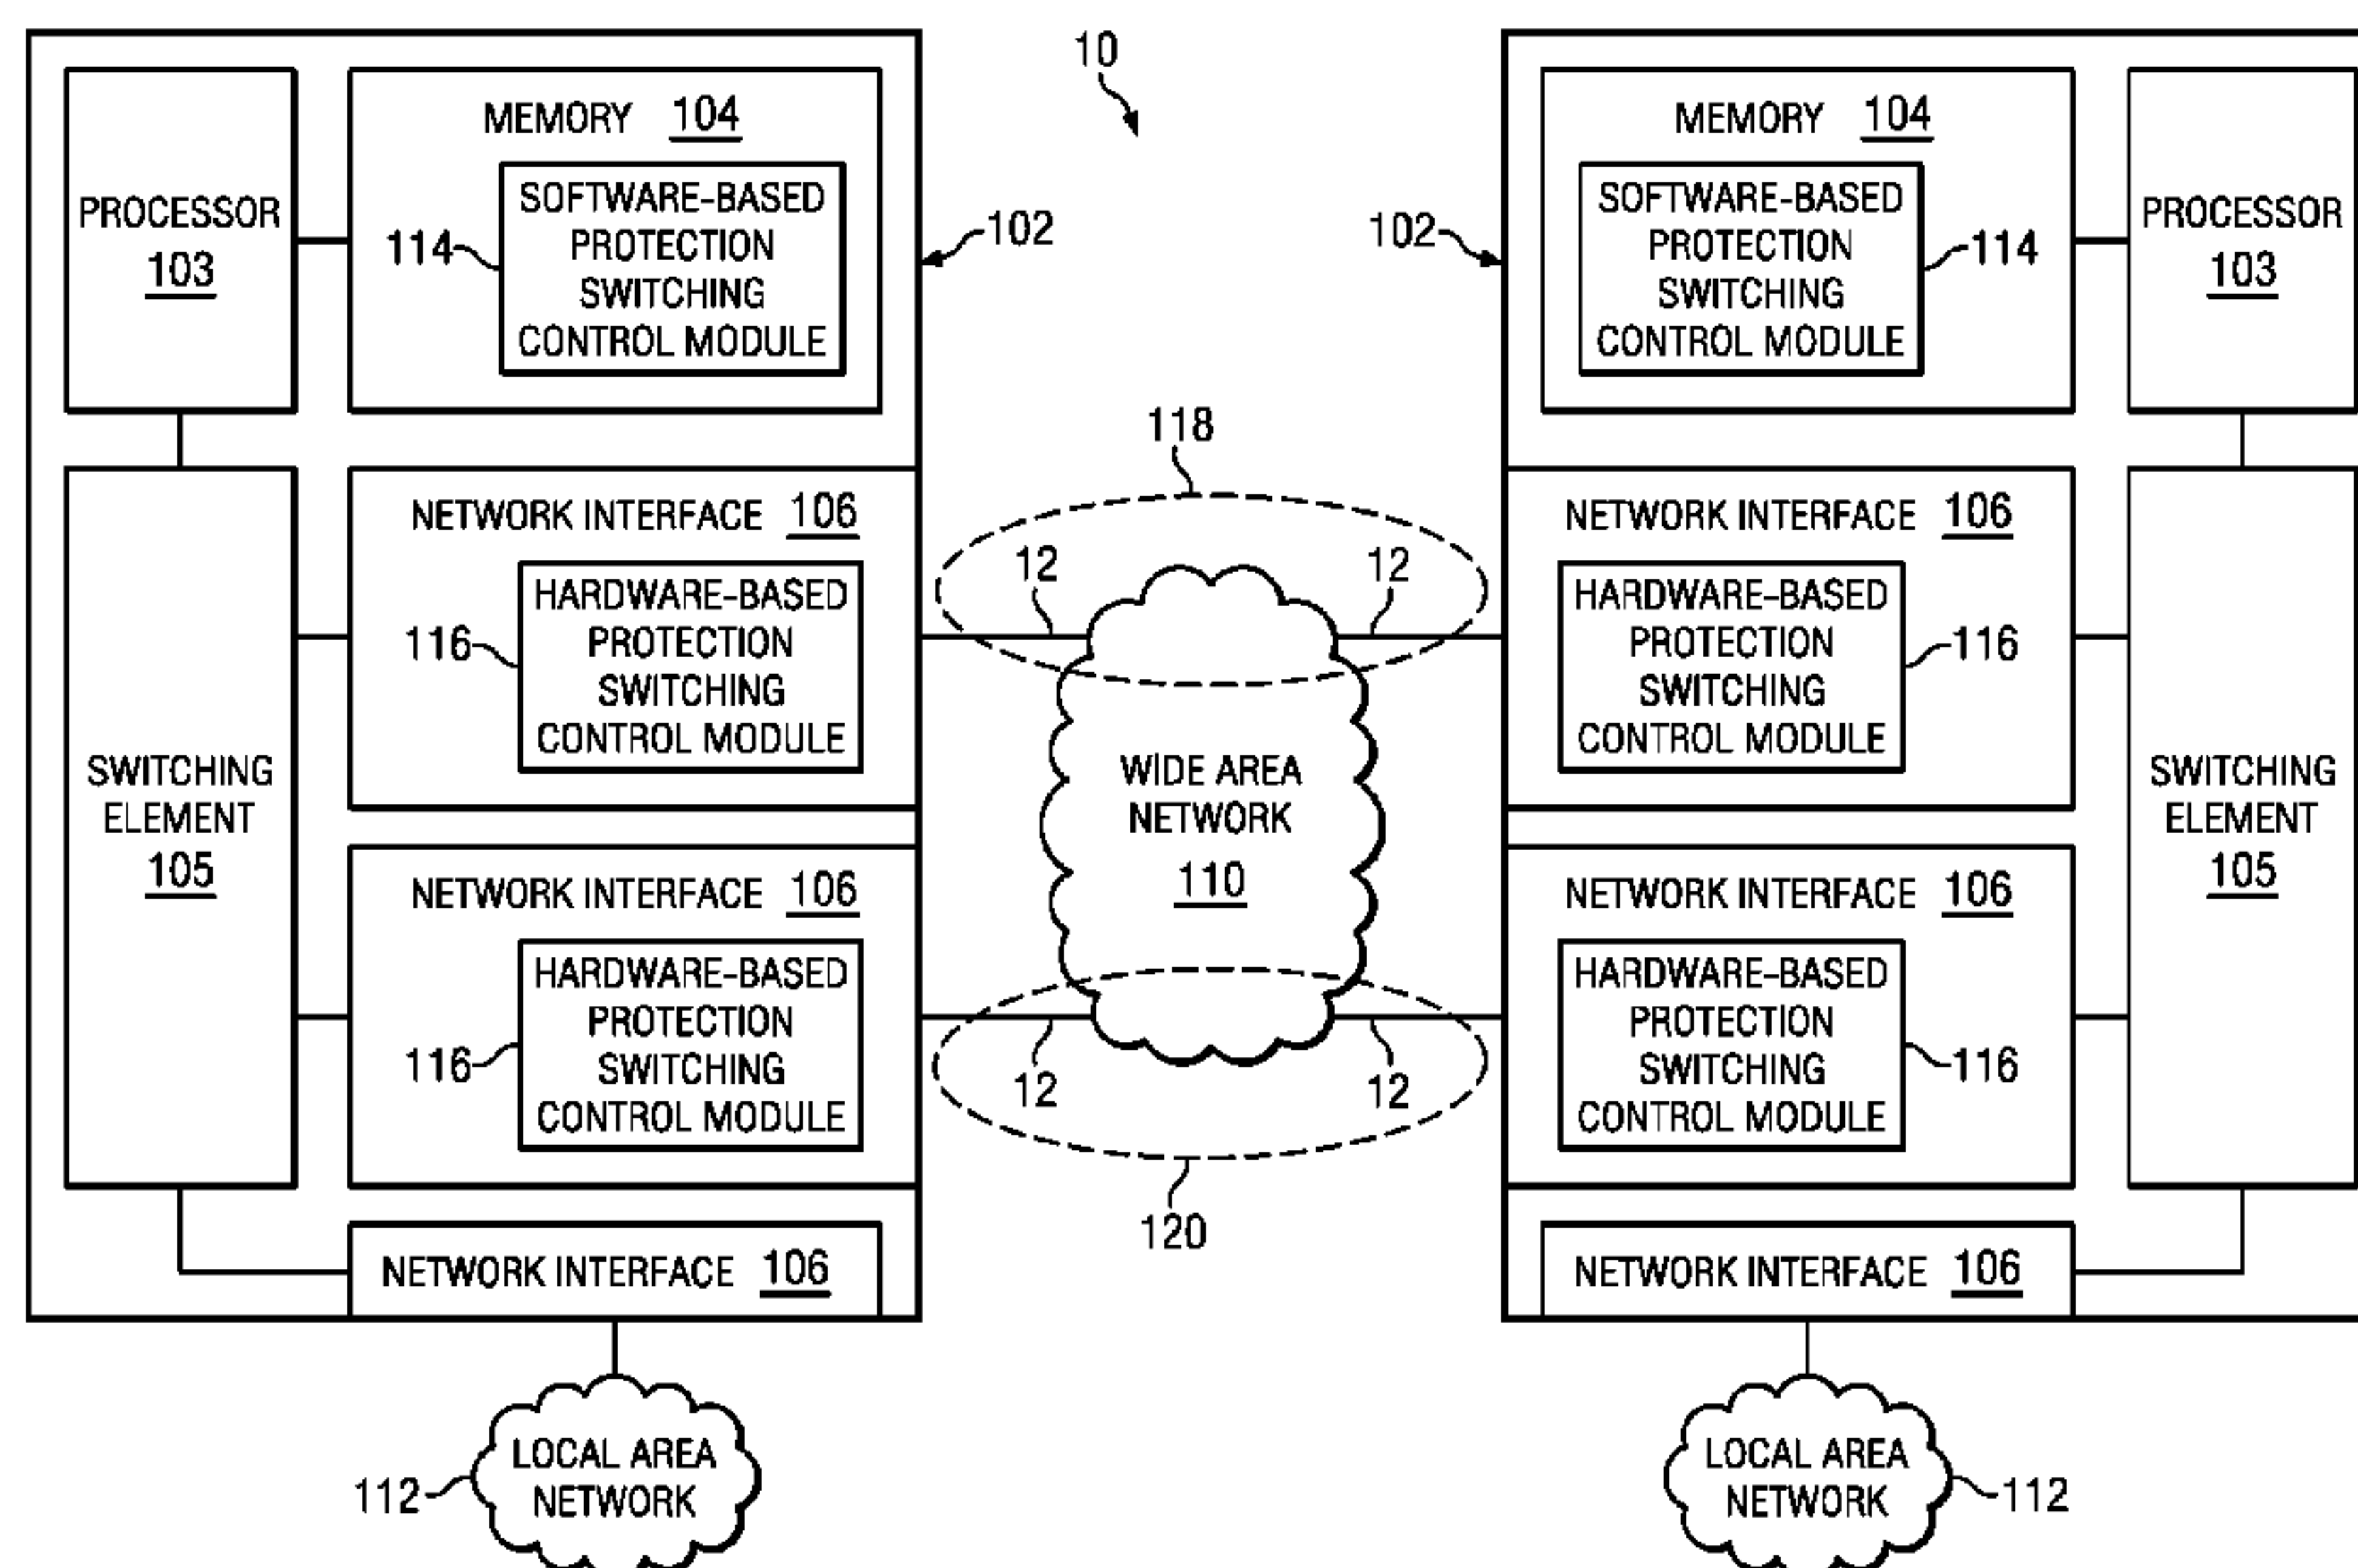 10
MEMORY 104
SOFTWARE-BASED
PROTECTION
SWITCHING
CONTROL MODULE
114
PROCESSOR
103
102
NETWORK INTERFACE 106
HARDWARE-BASED
PROTECTION
SWITCHING
CONTROL MODULE
116
SWITCHING
ELEMENT
105
NETWORK INTERFACE 106
HARDWARE-BASED
PROTECTION
SWITCHING
CONTROL MODULE
116
NETWORK INTERFACE 106
LOCAL AREA
NETWORK
112
118
12
12
WIDE AREA
NETWORK
110
12
12
120
102
MEMORY 104
SOFTWARE-BASED
PROTECTION
SWITCHING
CONTROL MODULE
114
PROCESSOR
103
NETWORK INTERFACE 106
HARDWARE-BASED
PROTECTION
SWITCHING
CONTROL MODULE
116
SWITCHING
ELEMENT
105
NETWORK INTERFACE 106
HARDWARE-BASED
PROTECTION
SWITCHING
CONTROL MODULE
116
NETWORK INTERFACE 106
LOCAL AREA
NETWORK
112